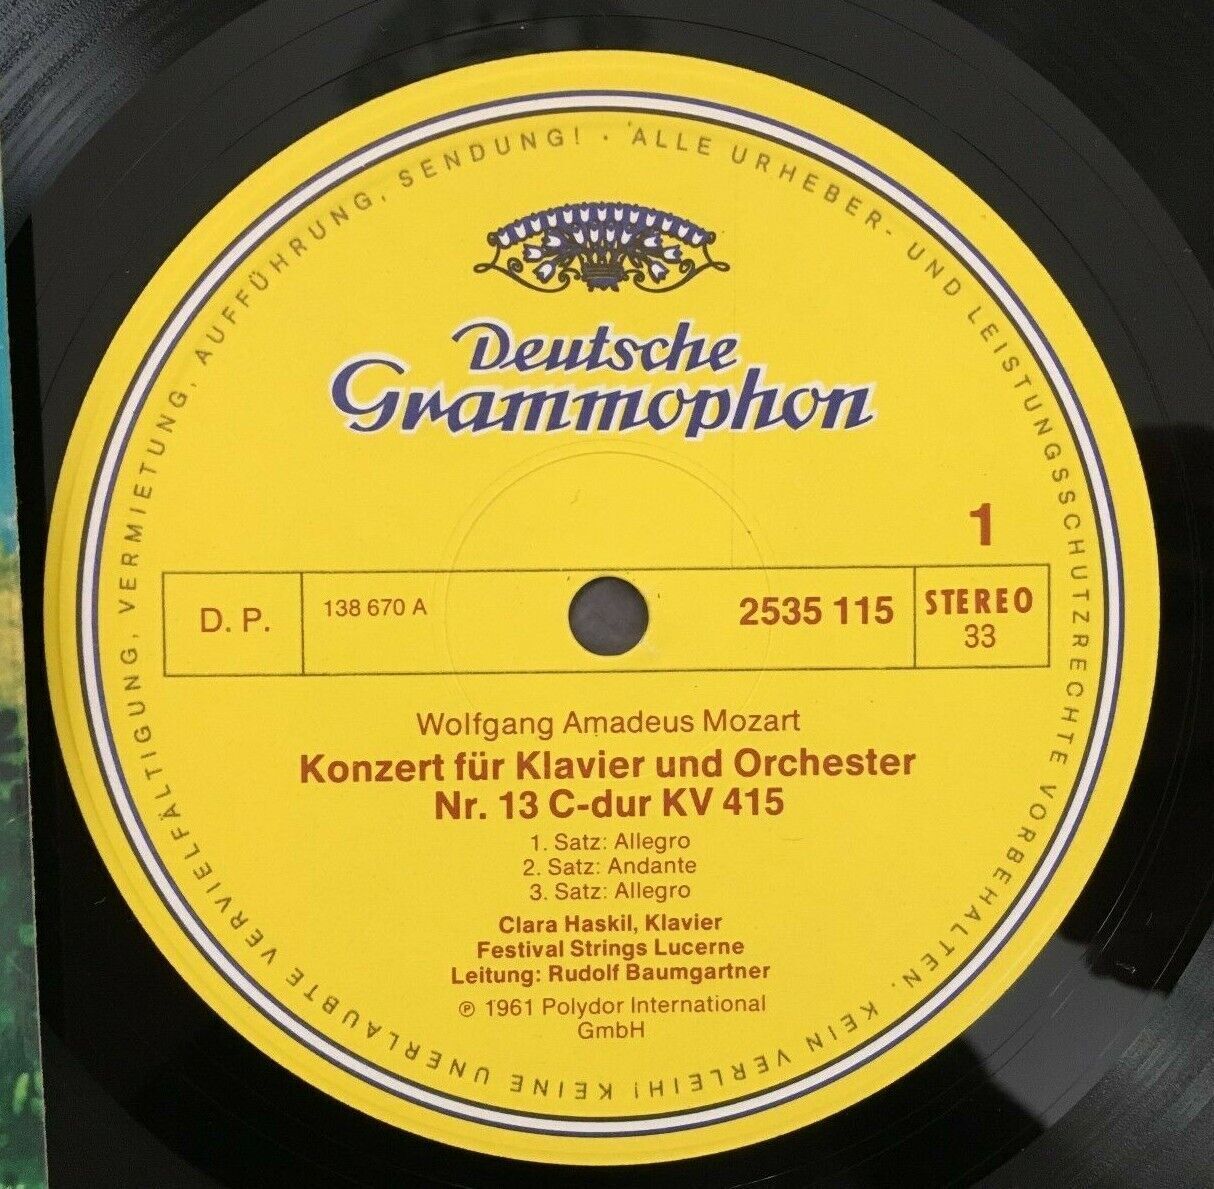 ALLE URHEBER- UND LEISTUNGSSCHUTZRECHTE VORBEHALTEN. KEIN VERLEIH! KEINE UNERLAUBTE VERVIELFÄLTIGUNG, VERMIETUNG, AUFFÜHRUNG, SENDUNG! ·
Deutsche
Grammophon
1
D. P.
138 670 A
2535 115
STEREO
33
Wolfgang Amadeus Mozart
Konzert für Klavier und Orchester
Nr. 13 C-dur KV 415
1. Satz: Allegro
2. Satz: Andante
3. Satz: Allegro
Clara Haskil, Klavier
Festival Strings Lucerne
Leitung: Rudolf Baumgartner
℗ 1961 Polydor International
GmbH